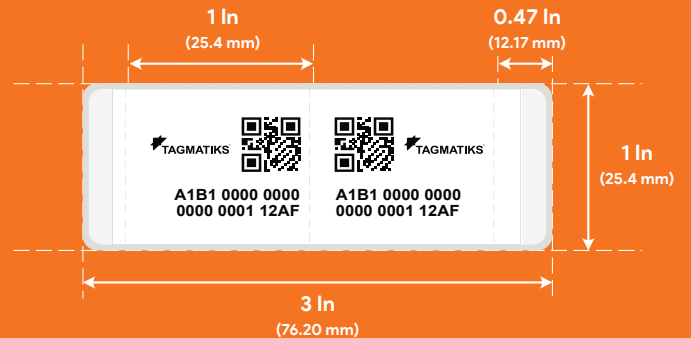 1 In
(25.4 mm)
0.47 In
(12.17 mm)
TAGMATIKS
TAGMATIKS
A1B1 0000 0000
0000 0001 12AF
A1B1 0000 0000
0000 0001 12AF
1 In
(25.4 mm)
3 In
(76.20 mm)